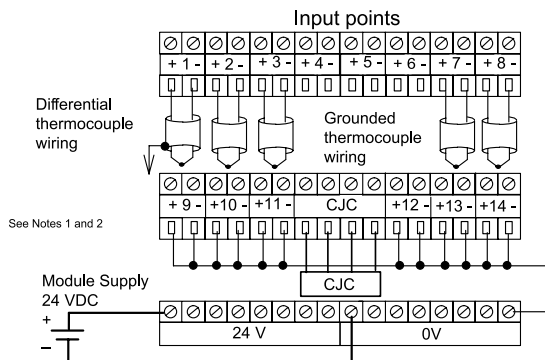 Input points
+ 1 - + 2 - + 3 - + 4 - + 5 - + 6 - + 7 - + 8 -
Differential
thermocouple
wiring
Grounded
thermocouple
wiring
+ 9 - +10 - +11 - CJC +12 - +13 - +14 -
See Notes 1 and 2
CJC
Module Supply
24 VDC
+
–
24 V 0V